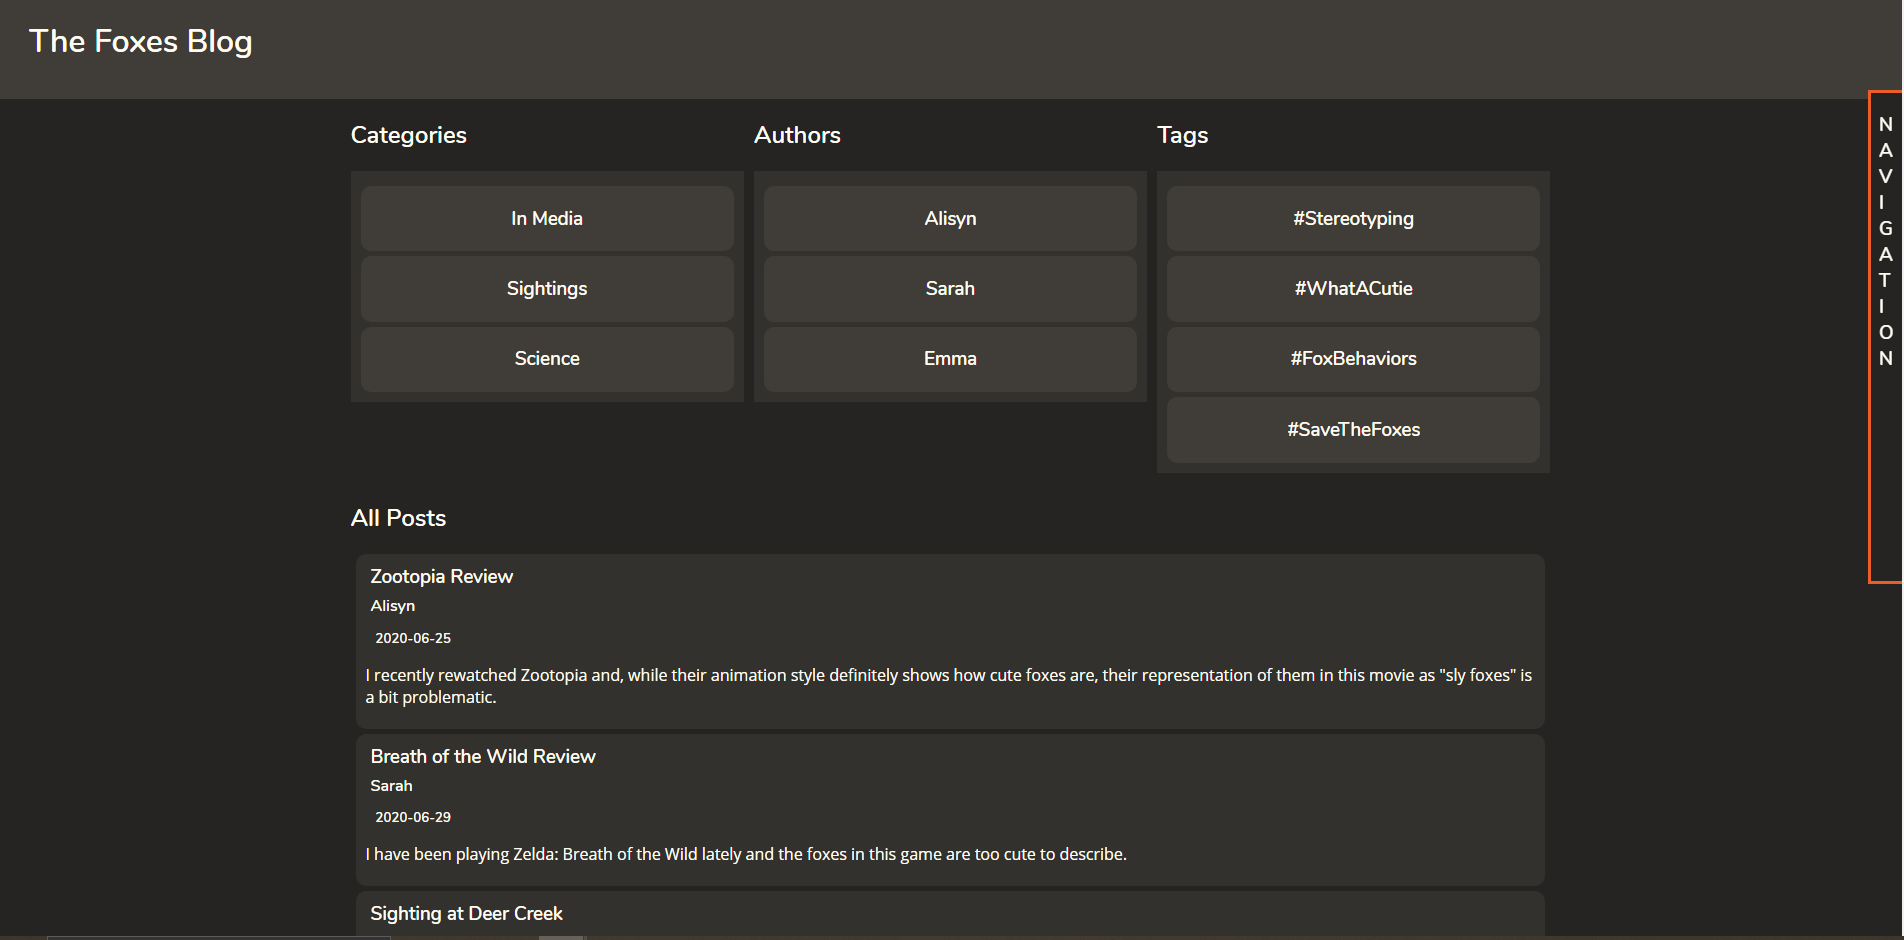 The Foxes Blog
Categories
In Media
Sightings
Science
Authors
Alisyn
Sarah
Emma
Tags
#Stereotyping
#WhatACutie
#FoxBehaviors
#SaveTheFoxes
All Posts
Zootopia Review
Alisyn
2020-06-25
I recently rewatched Zootopia and, while their animation style definitely shows how cute foxes are, their representation of them in this movie as "sly foxes" is
a bit problematic.
Breath of the Wild Review
Sarah
2020-06-29
I have been playing Zelda: Breath of the Wild lately and the foxes in this game are too cute to describe.
Sighting at Deer Creek
N
A
V
I
G
A
T
I
O
N